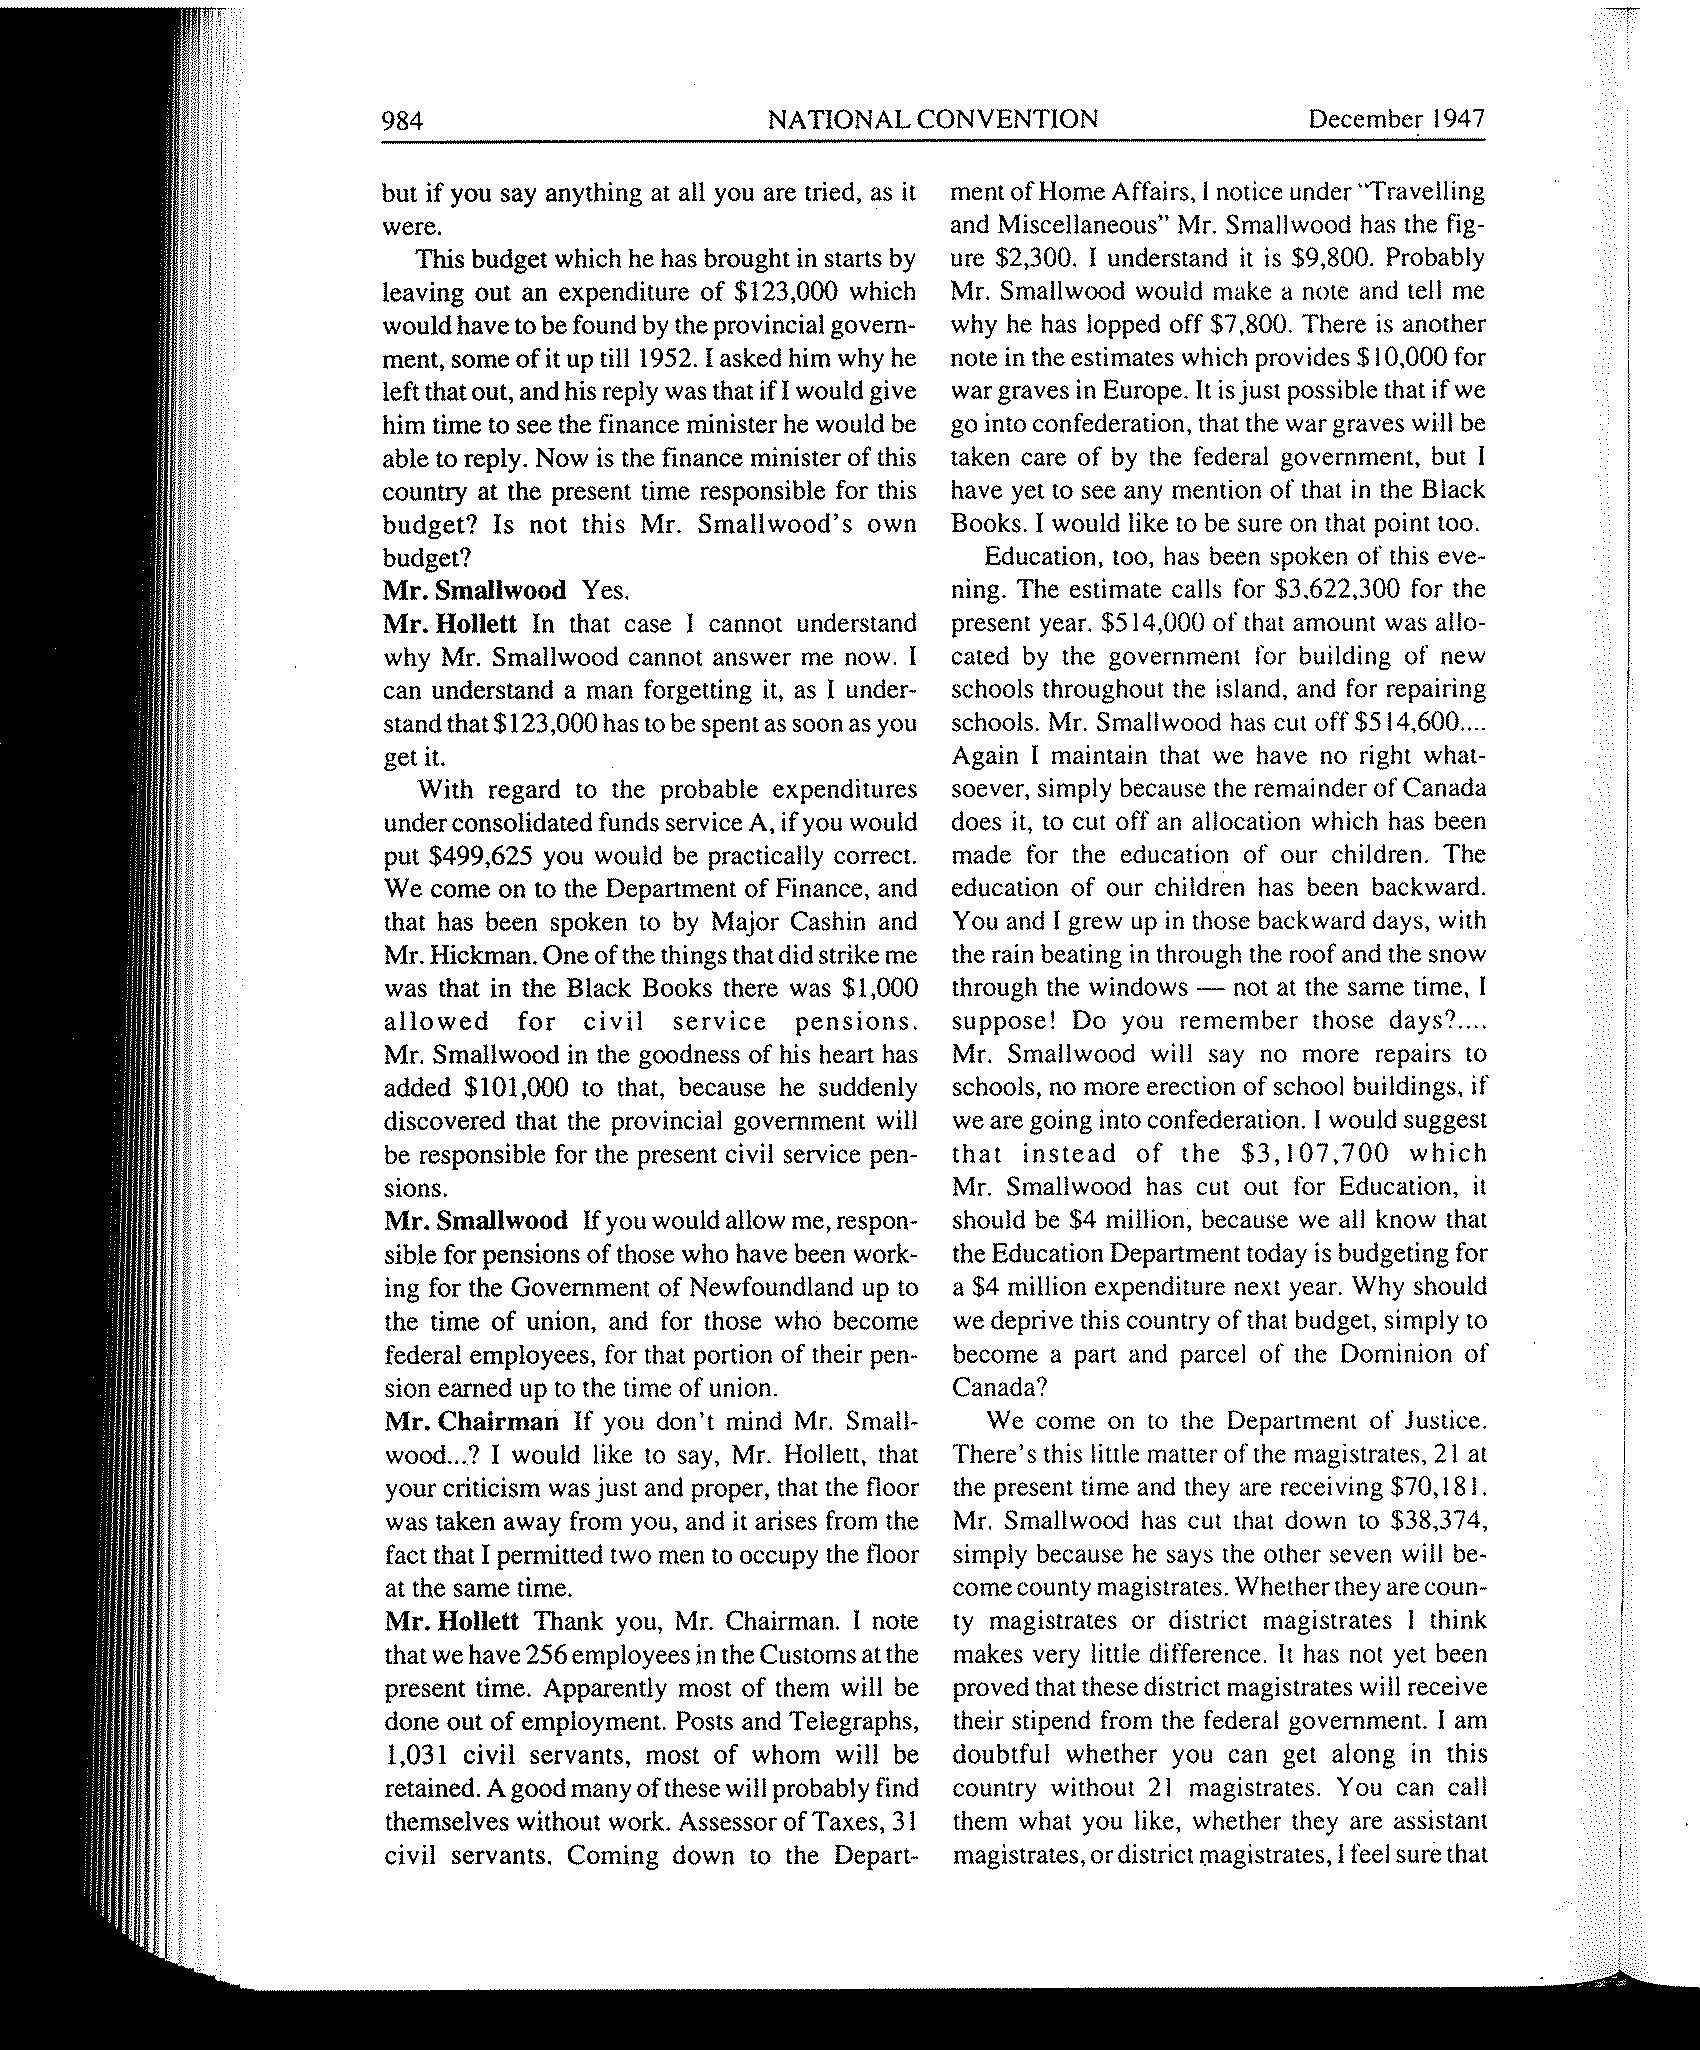 984 NATIONAL CONVENTION December 1947
but if you say anything at all you are tried, as it
were.
This budget which he has brought in starts by
leaving out an expenditure of $123,000 which
would have to be found by the provincial govern-
ment, some of it up till 1952. I asked him why he
left that out, and his reply was that if I would give
him time to see the finance minister he would be
able to reply. Now is the finance minister of this
country at the present time responsible for this
budget? Is not this Mr. Smallwood's own
budget?
Mr. Smallwood Yes.
Mr. Hollett In that case I cannot understand
why Mr. Smallwood cannot answer me now. I
can understand a man forgetting it, as I under-
stand that $123,000 has to be spent as soon as you
get it.
With regard to the probable expenditures
under consolidated funds service A, if you would
put $499,625 you would be practically correct.
We come on to the Department of Finance, and
that has been spoken to by Major Cashin and
Mr. Hickman. One of the things that did strike me
was that in the Black Books there was $1,000
allowed for civil service pensions.
Mr. Smallwood in the goodness of his heart has
added $101,000 to that, because he suddenly
discovered that the provincial government will
be responsible for the present civil service pen-
sions.
Mr. Smallwood If you would allow me, respon-
sible for pensions of those who have been work-
ing for the Government of Newfoundland up to
the time of union, and for those who become
federal employees, for that portion of their pen-
sion earned up to the time of union.
Mr. Chairman If you don't mind Mr. Small-
wood...? I would like to say, Mr. Hollett, that
your criticism was just and proper, that the floor
was taken away from you, and it arises from the
fact that I permitted two men to occupy the floor
at the same time.
Mr. Hollett Thank you, Mr. Chairman. I note
that we have 256 employees in the Customs at the
present time. Apparently most of them will be
done out of employment. Posts and Telegraphs,
1,031 civil servants, most of whom will be
retained. A good many of these will probably find
themselves without work. Assessor of Taxes, 31
civil servants. Coming down to the Depart-
ment of Home Affairs, I notice under "Travelling
and Miscellaneous" Mr. Smallwood has the fig-
ure $2,300. I understand it is $9,800. Probably
Mr. Smallwood would make a note and tell me
why he has lopped off $7,800. There is another
note in the estimates which provides $10,000 for
war graves in Europe. It is just possible that if we
go into confederation, that the war graves will be
taken care of by the federal government, but I
have yet to see any mention of that in the Black
Books. I would like to be sure on that point too.
Education, too, has been spoken of this eve-
ning. The estimate calls for $3,622,300 for the
present year. $514,000 of that amount was allo-
cated by the government for building of new
schools throughout the island, and for repairing
schools. Mr. Smallwood has cut off $514,600....
Again I maintain that we have no right what-
soever, simply because the remainder of Canada
does it, to cut off an allocation which has been
made for the education of our children. The
education of our children has been backward.
You and I grew up in those backward days, with
the rain beating in through the roof and the snow
through the windows — not at the same time, I
suppose! Do you remember those days?....
Mr. Smallwood will say no more repairs to
schools, no more erection of school buildings, if
we are going into confederation. I would suggest
that instead of the $3,107,700 which
Mr. Smallwood has cut out for Education, it
should be $4 million, because we all know that
the Education Department today is budgeting for
a $4 million expenditure next year. Why should
we deprive this country of that budget, simply to
become a part and parcel of the Dominion of
Canada?
We come on to the Department of Justice.
There's this little matter of the magistrates, 21 at
the present time and they are receiving $70,181.
Mr. Smallwood has cut that down to $38,374,
simply because he says the other seven will be-
come county magistrates. Whether they are coun-
ty magistrates or district magistrates I think
makes very little difference. It has not yet been
proved that these district magistrates will receive
their stipend from the federal government. I am
doubtful whether you can get along in this
country without 21 magistrates. You can call
them what you like, whether they are assistant
magistrates, or district magistrates, I feel sure that